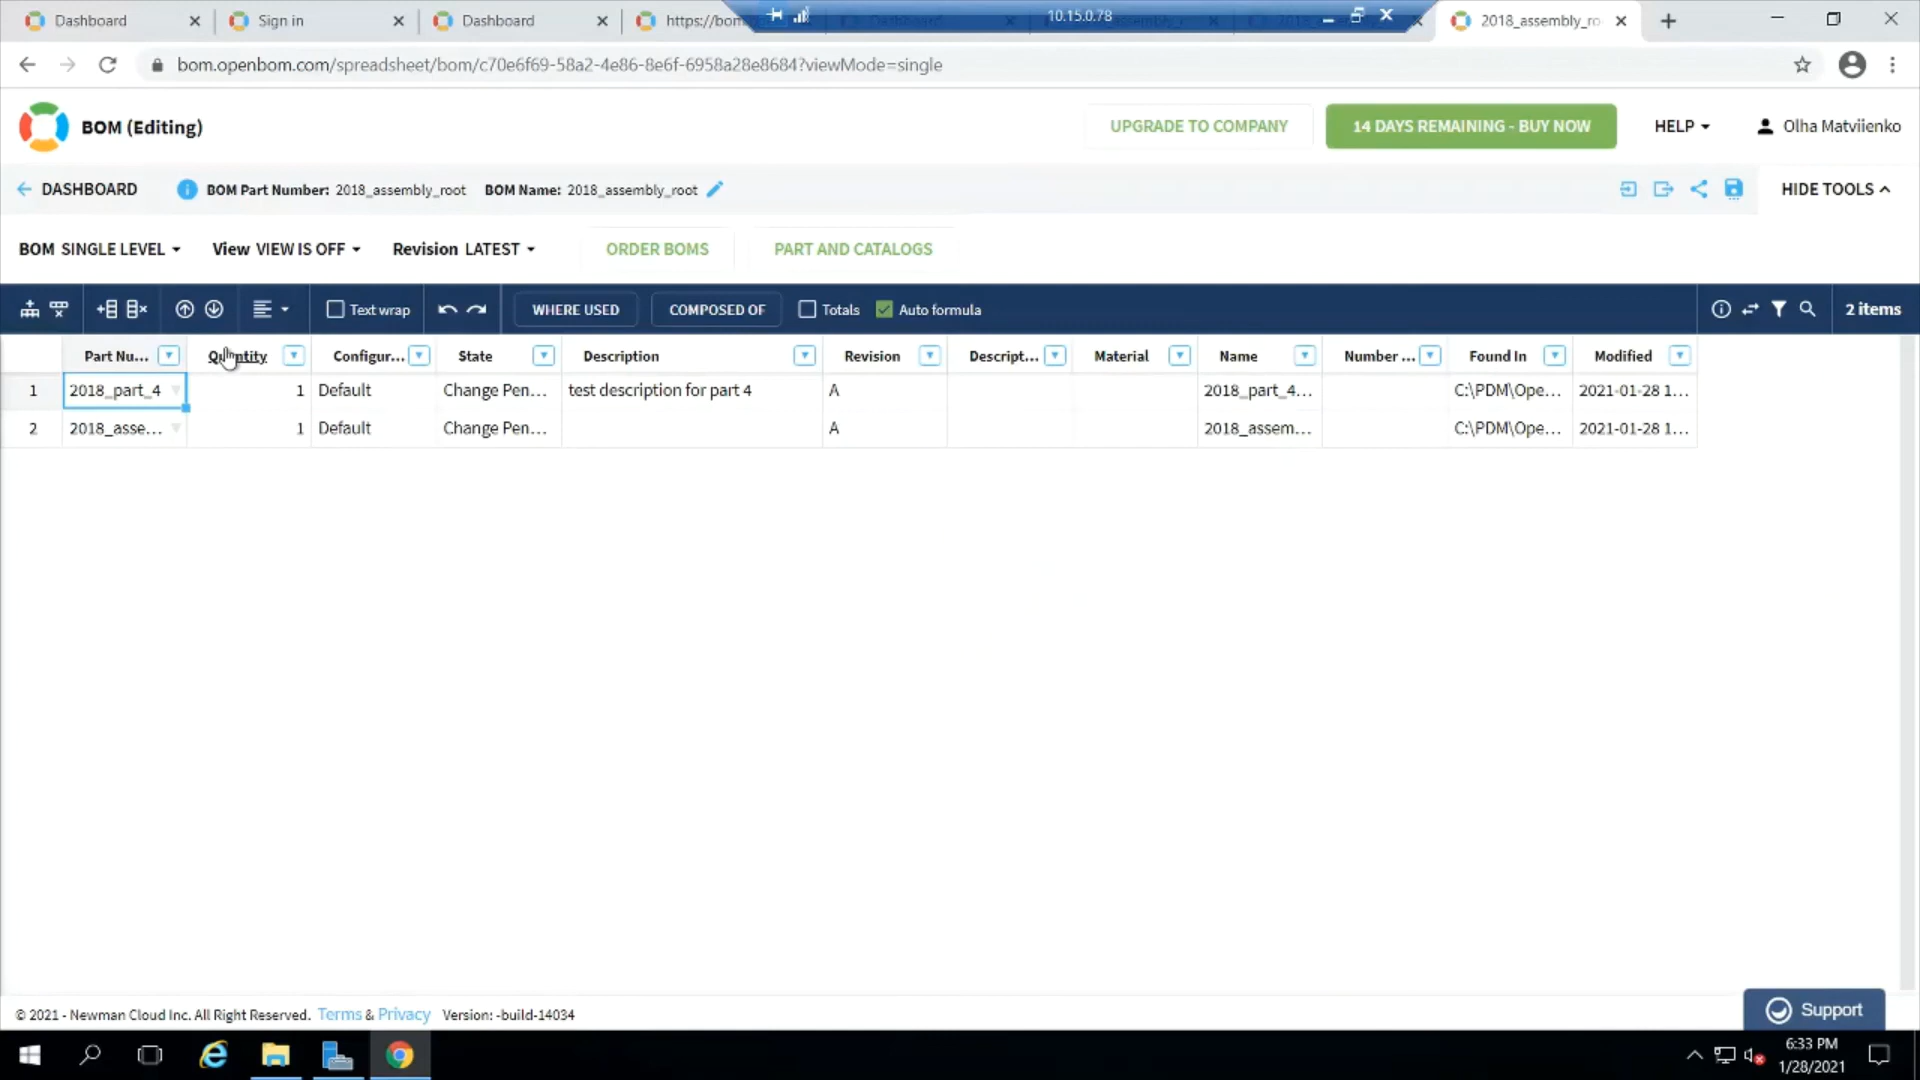 Dashboard
Sign in
Dashboard
https://bom
10.15.0.78
2018_assembly_ro
bom.openbom.com/spreadsheet/bom/c70e6f69-58a2-4e86-8e6f-6958a28e8684?viewMode=single
BOM (Editing)
UPGRADE TO COMPANY
14 DAYS REMAINING - BUY NOW
HELP
Olha Matviienko
DASHBOARD
BOM Part Number: 2018_assembly_root
BOM Name: 2018_assembly_root
HIDE TOOLS
BOM SINGLE LEVEL
View VIEW IS OFF
Revision LATEST
ORDER BOMS
PART AND CATALOGS
Text wrap
WHERE USED
COMPOSED OF
Totals
Auto formula
2 items
Part Nu... Quantity Configur... State Description Revision Descript... Material Name Number ... Found In Modified
1 2018_part_4 1 Default Change Pen... test description for part 4 A 2018_part_4... C:\PDM\Ope... 2021-01-28 1...
2 2018_asse... 1 Default Change Pen... A 2018_assem... C:\PDM\Ope... 2021-01-28 1...
© 2021 - Newman Cloud Inc. All Right Reserved. Terms & Privacy Version: -build-14034
Support
6:33 PM
1/28/2021